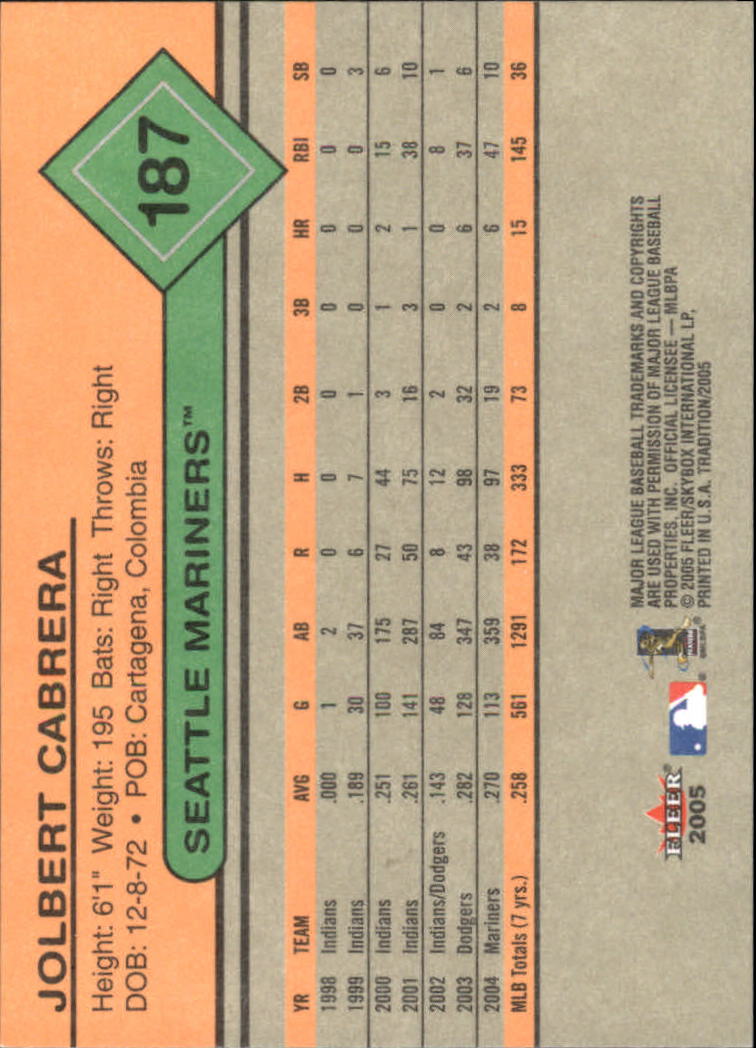 JOLBERT CABRERA
Height: 6'1" Weight: 195 Bats: Right Throws: Right
DOB: 12-8-72 • POB: Cartagena, Colombia
187
SEATTLE MARINERS™
YR TEAM AVG G AB R H 2B 3B HR RBI SB
1998 Indians .000 1 2 0 0 0 0 0 0 0
1999 Indians .189 30 37 6 7 1 0 0 0 3
2000 Indians .251 100 175 27 44 3 1 2 15 6
2001 Indians .261 141 287 50 75 16 3 1 38 10
2002 Indians/Dodgers .143 48 84 8 12 2 0 0 8 1
2003 Dodgers .282 128 347 43 98 32 2 6 37 6
2004 Mariners .270 113 359 38 97 19 2 6 47 10
MLB Totals (7 yrs.) .258 561 1291 172 333 73 8 15 145 36
FLEER®
2005
®
PLAYERS
®MLBPA
MAJOR LEAGUE BASEBALL TRADEMARKS AND COPYRIGHTS
ARE USED WITH PERMISSION OF MAJOR LEAGUE BASEBALL
PROPERTIES, INC. OFFICIAL LICENSEE — MLBPA
© 2005 FLEER/SKYBOX INTERNATIONAL LP,
PRINTED IN U.S.A. TRADITION/2005